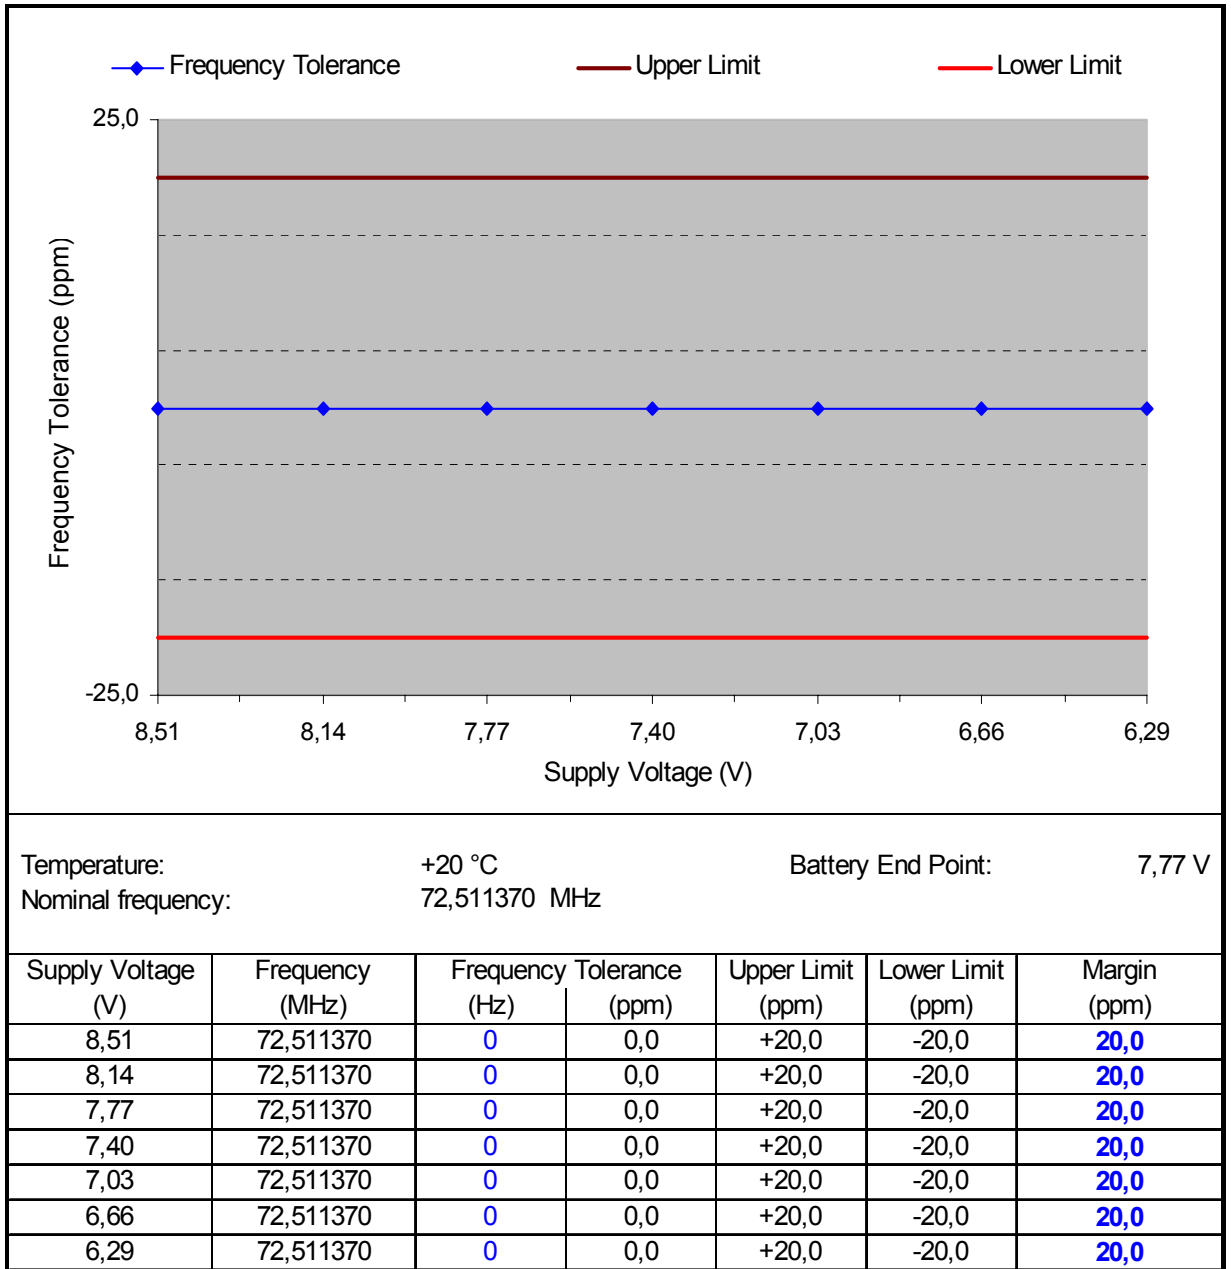 Frequency Tolerance Upper Limit Lower Limit
25,0
Frequency Tolerance (ppm)
-25,0
8,51 8,14 7,77 7,40 7,03 6,66 6,29
Supply Voltage (V)
Temperature: +20 °C Battery End Point: 7,77 V
Nominal frequency: 72,511370 MHz
Supply Voltage Frequency Frequency Tolerance Upper Limit Lower Limit Margin
(V) (MHz) (Hz) (ppm) (ppm) (ppm) (ppm)
8,51 72,511370 0 0,0 +20,0 -20,0 20,0
8,14 72,511370 0 0,0 +20,0 -20,0 20,0
7,77 72,511370 0 0,0 +20,0 -20,0 20,0
7,40 72,511370 0 0,0 +20,0 -20,0 20,0
7,03 72,511370 0 0,0 +20,0 -20,0 20,0
6,66 72,511370 0 0,0 +20,0 -20,0 20,0
6,29 72,511370 0 0,0 +20,0 -20,0 20,0